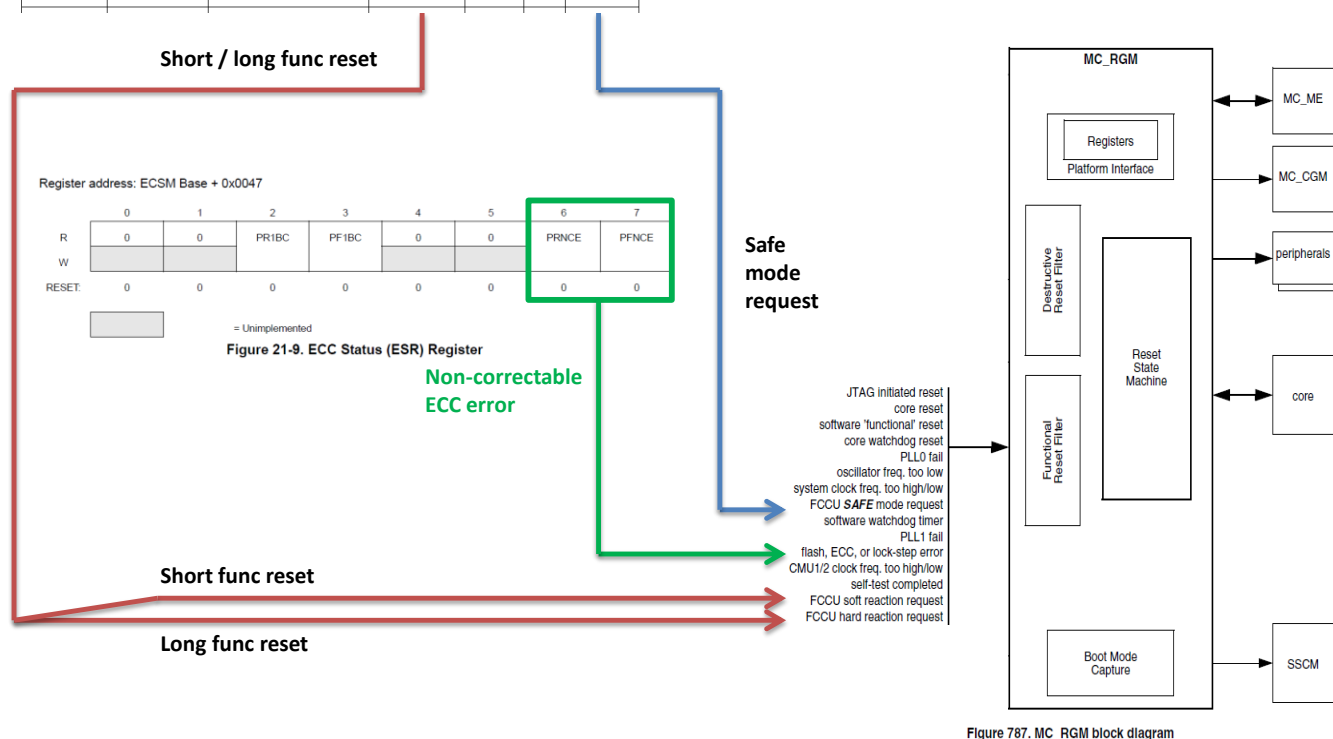 Short / long func reset
Register address: ECSM Base + 0x0047
0 1 2 3 4 5 6 7
R 0 0 PR1BC PF1BC 0 0 PRNCE PFNCE
W
RESET: 0 0 0 0 0 0 0 0
= Unimplemented
Figure 21-9. ECC Status (ESR) Register
Non-correctable
ECC error
Safe
mode
request
Short func reset
Long func reset
JTAG initiated reset
core reset
software 'functional' reset
core watchdog reset
PLL0 fail
oscillator freq. too low
system clock freq. too high/low
FCCU SAFE mode request
software watchdog timer
PLL1 fail
flash, ECC, or lock-step error
CMU1/2 clock freq. too high/low
self-test completed
FCCU soft reaction request
FCCU hard reaction request
MC_RGM
Registers
Platform Interface
Destructive
Reset Filter
Functional
Reset Filter
Reset
State
Machine
Boot Mode
Capture
MC_ME
MC_CGM
peripherals
core
SSCM
Figure 787. MC_RGM block diagram